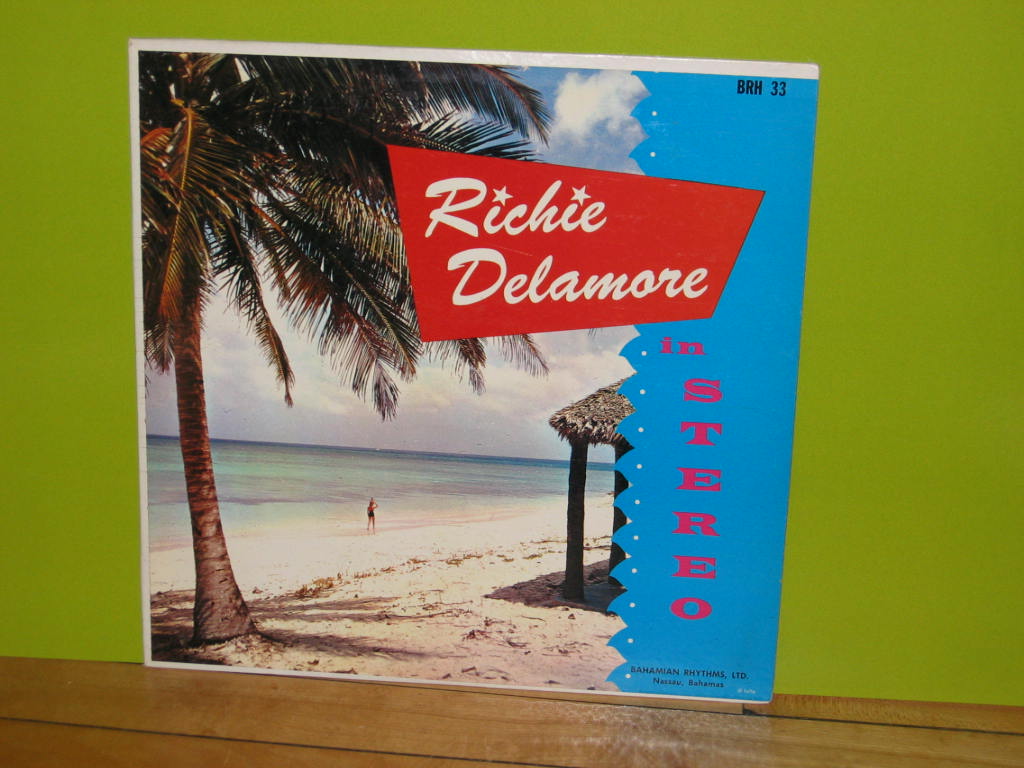 BRH 33
Richie
Delamore
in
STEREO
BAHAMIAN RHYTHMS, LTD.
Nassau, Bahamas